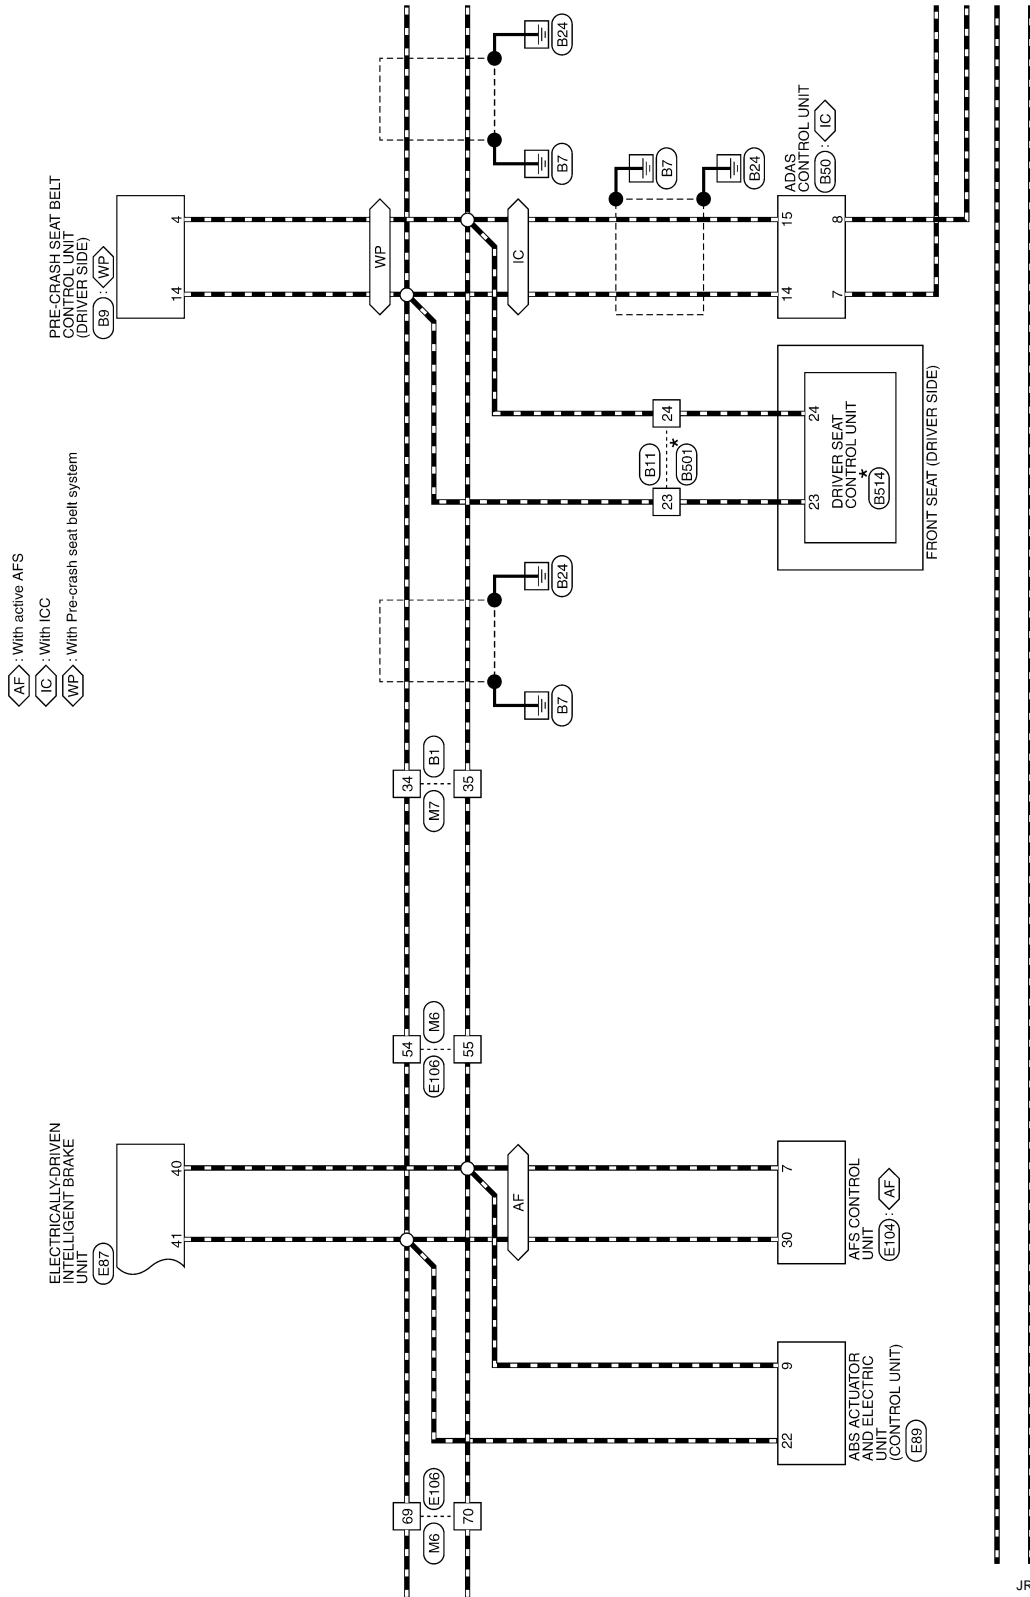 AF : With active AFS
IC : With ICC
WP : With Pre-crash seat belt system
ELECTRICALLY-DRIVEN
INTELLIGENT BRAKE
UNIT
E87
41
40
PRE-CRASH SEAT BELT
CONTROL UNIT
(DRIVER SIDE)
B9 : WP
14
4
69
M6
E106
70
54
E106
M6
55
34
M7
B1
35
WP
B7
B24
B7
B24
AF
IC
B7
B24
23
B11
B501
*
24
22
9
ABS ACTUATOR
AND ELECTRIC
UNIT
(CONTROL UNIT)
E89
30
7
AFS CONTROL
UNIT
E104 : AF
23
24
DRIVER SEAT
CONTROL UNIT
*
B514
FRONT SEAT (DRIVER SIDE)
ADAS
CONTROL UNIT
B50 : IC
14
15
7
8
JR